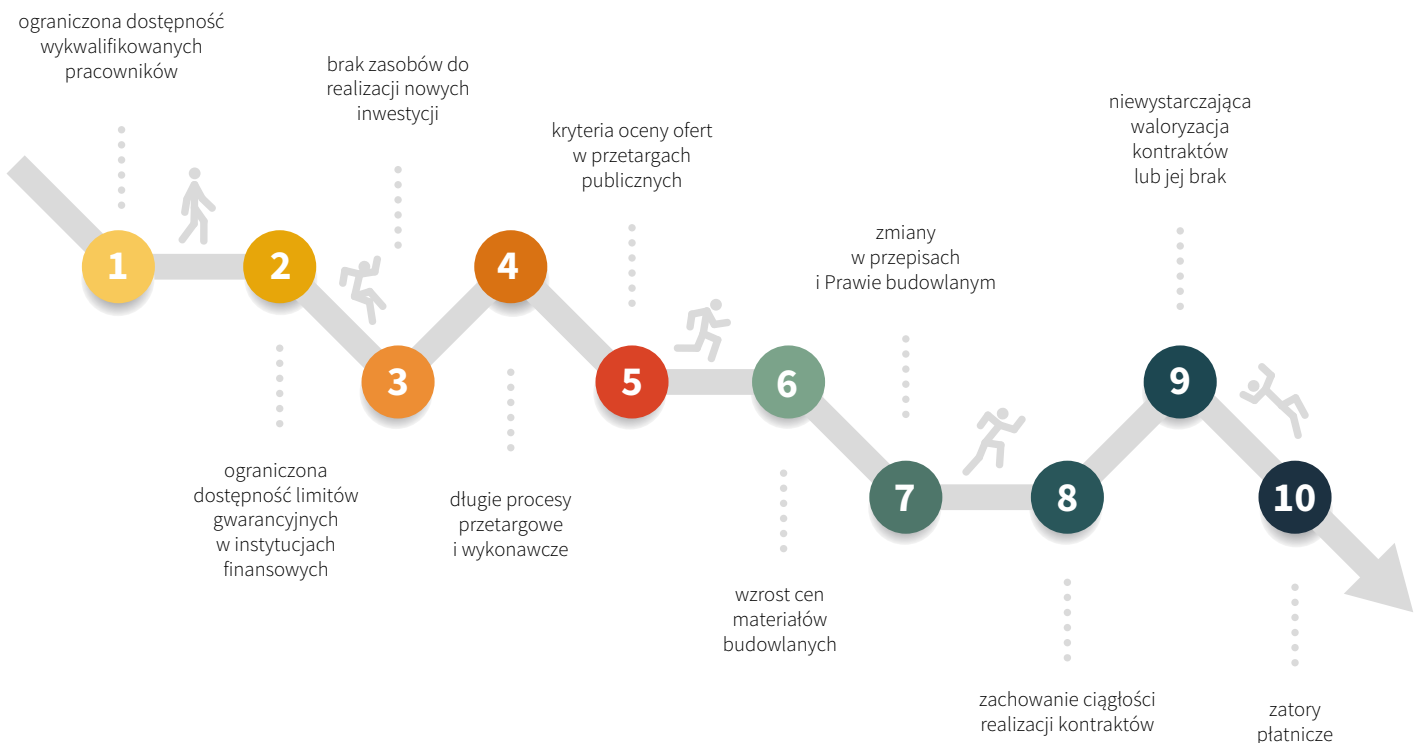 ograniczona dostępność
wykwalifikowanych
pracowników
1
ograniczona
dostępność limitów
gwarancyjnych
w instytucjach
finansowych
2
brak zasobów do
realizacji nowych
inwestycji
3
długie procesy
przetargowe
i wykonawcze
4
kryteria oceny ofert
w przetargach
publicznych
5
wzrost cen
materiałów
budowlanych
6
zmiany
w przepisach
i Prawie budowlanym
7
zachowanie ciągłości
realizacji kontraktów
8
niewystarczająca
waloryzacja
kontraktów
lub jej brak
9
zatory
płatnicze
10